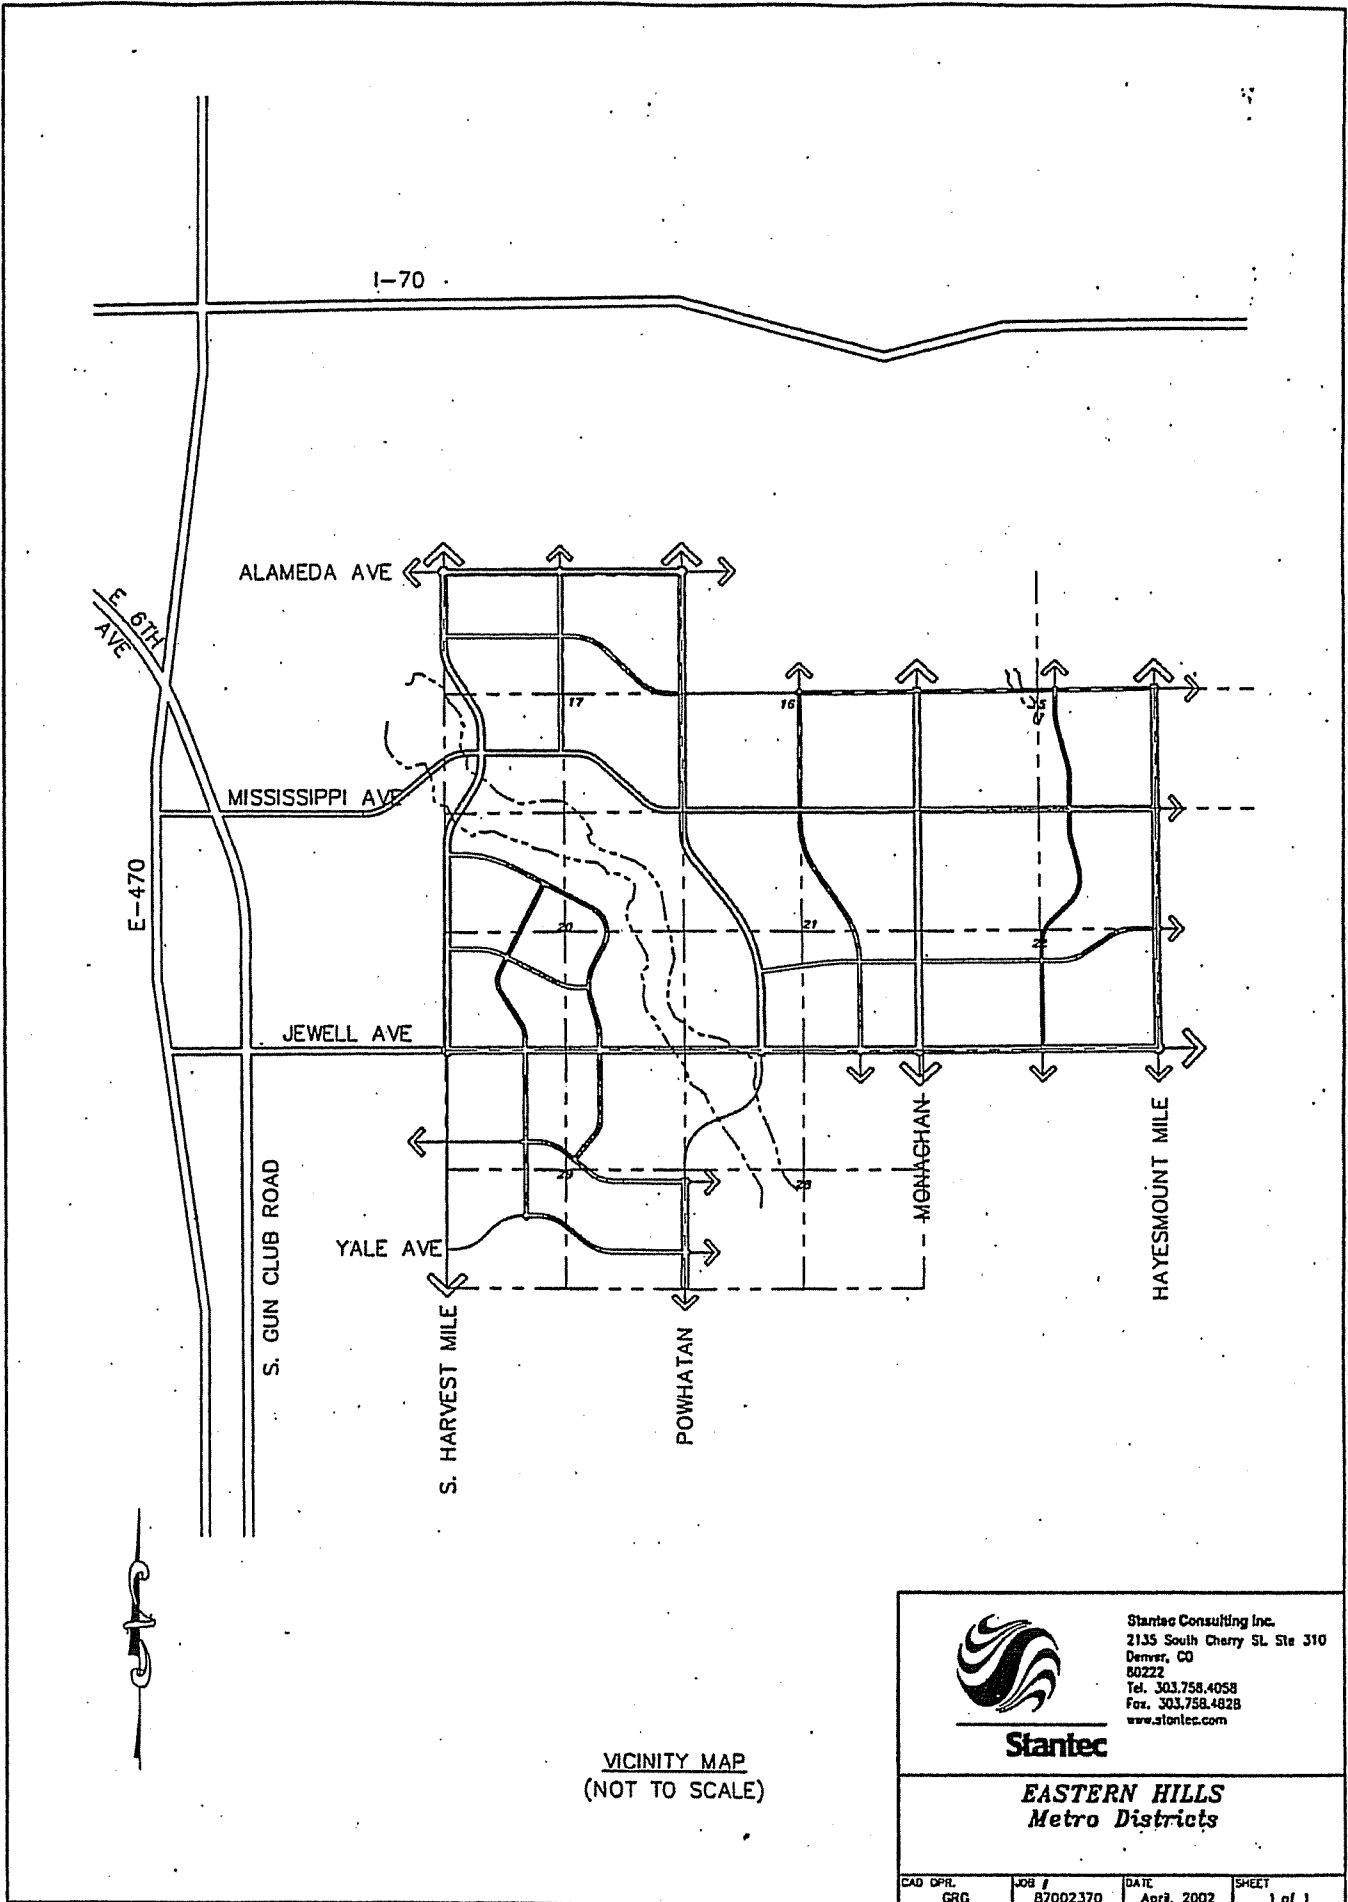 I-70
ALAMEDA AVE
E 6TH
AVE
17
16
MISSISSIPPI AVE
E-470
20
21
22
JEWELL AVE
MONACHAN
HAYESMOUNT MILE
S. GUN CLUB ROAD
29
28
YALE AVE
S. HARVEST MILE
POWHATAN
VICINITY MAP
(NOT TO SCALE)
Stantec Consulting Inc.
2135 South Cherry St. Ste 310
Denver, CO
80222
Tel. 303.758.4058
Fax. 303.758.4828
www.stantec.com
Stantec
EASTERN HILLS
Metro Districts
CAD OPR.
GRG
JOB #
87002370
DATE
April, 2002
SHEET
1 of 1